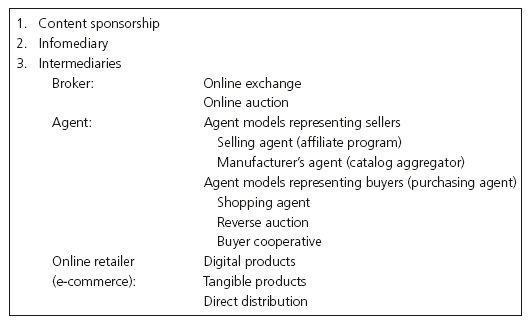 1. Content sponsorship
2. Infomediary
3. Intermediaries
Broker: Online exchange
Online auction
Agent: Agent models representing sellers
Selling agent (affiliate program)
Manufacturer's agent (catalog aggregator)
Agent models representing buyers (purchasing agent)
Shopping agent
Reverse auction
Buyer cooperative
Online retailer Digital products
(e-commerce): Tangible products
Direct distribution